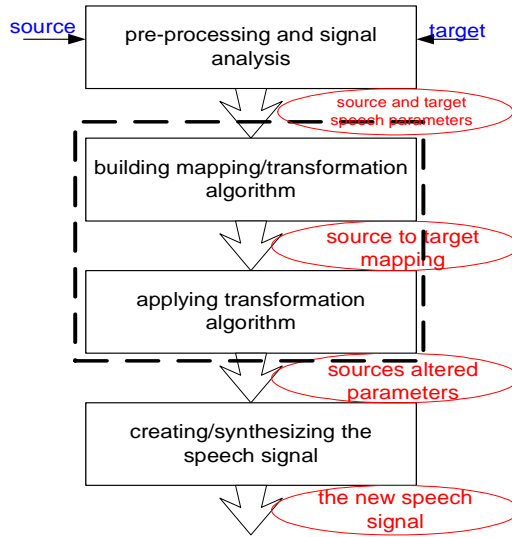 source
pre-processing and signal
analysis
target
source and target
speech parameters
building mapping/transformation
algorithm
source to target
mapping
applying transformation
algorithm
sources altered
parameters
creating/synthesizing the
speech signal
the new speech
signal